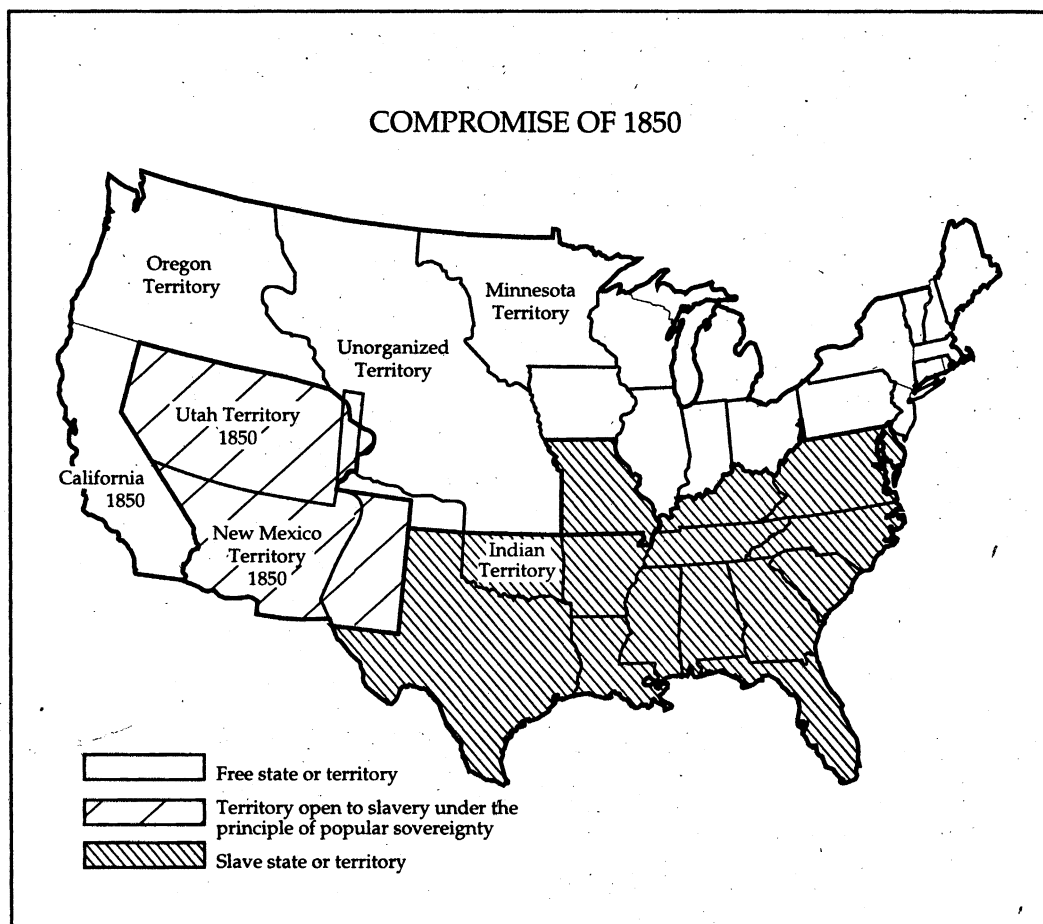 COMPROMISE OF 1850
Oregon
Territory
Minnesota
Territory
Unorganized
Territory
Utah Territory
1850
California
1850
New Mexico
Territory
1850
Indian
Territory
Free state or territory
Territory open to slavery under the
principle of popular sovereignty
Slave state or territory